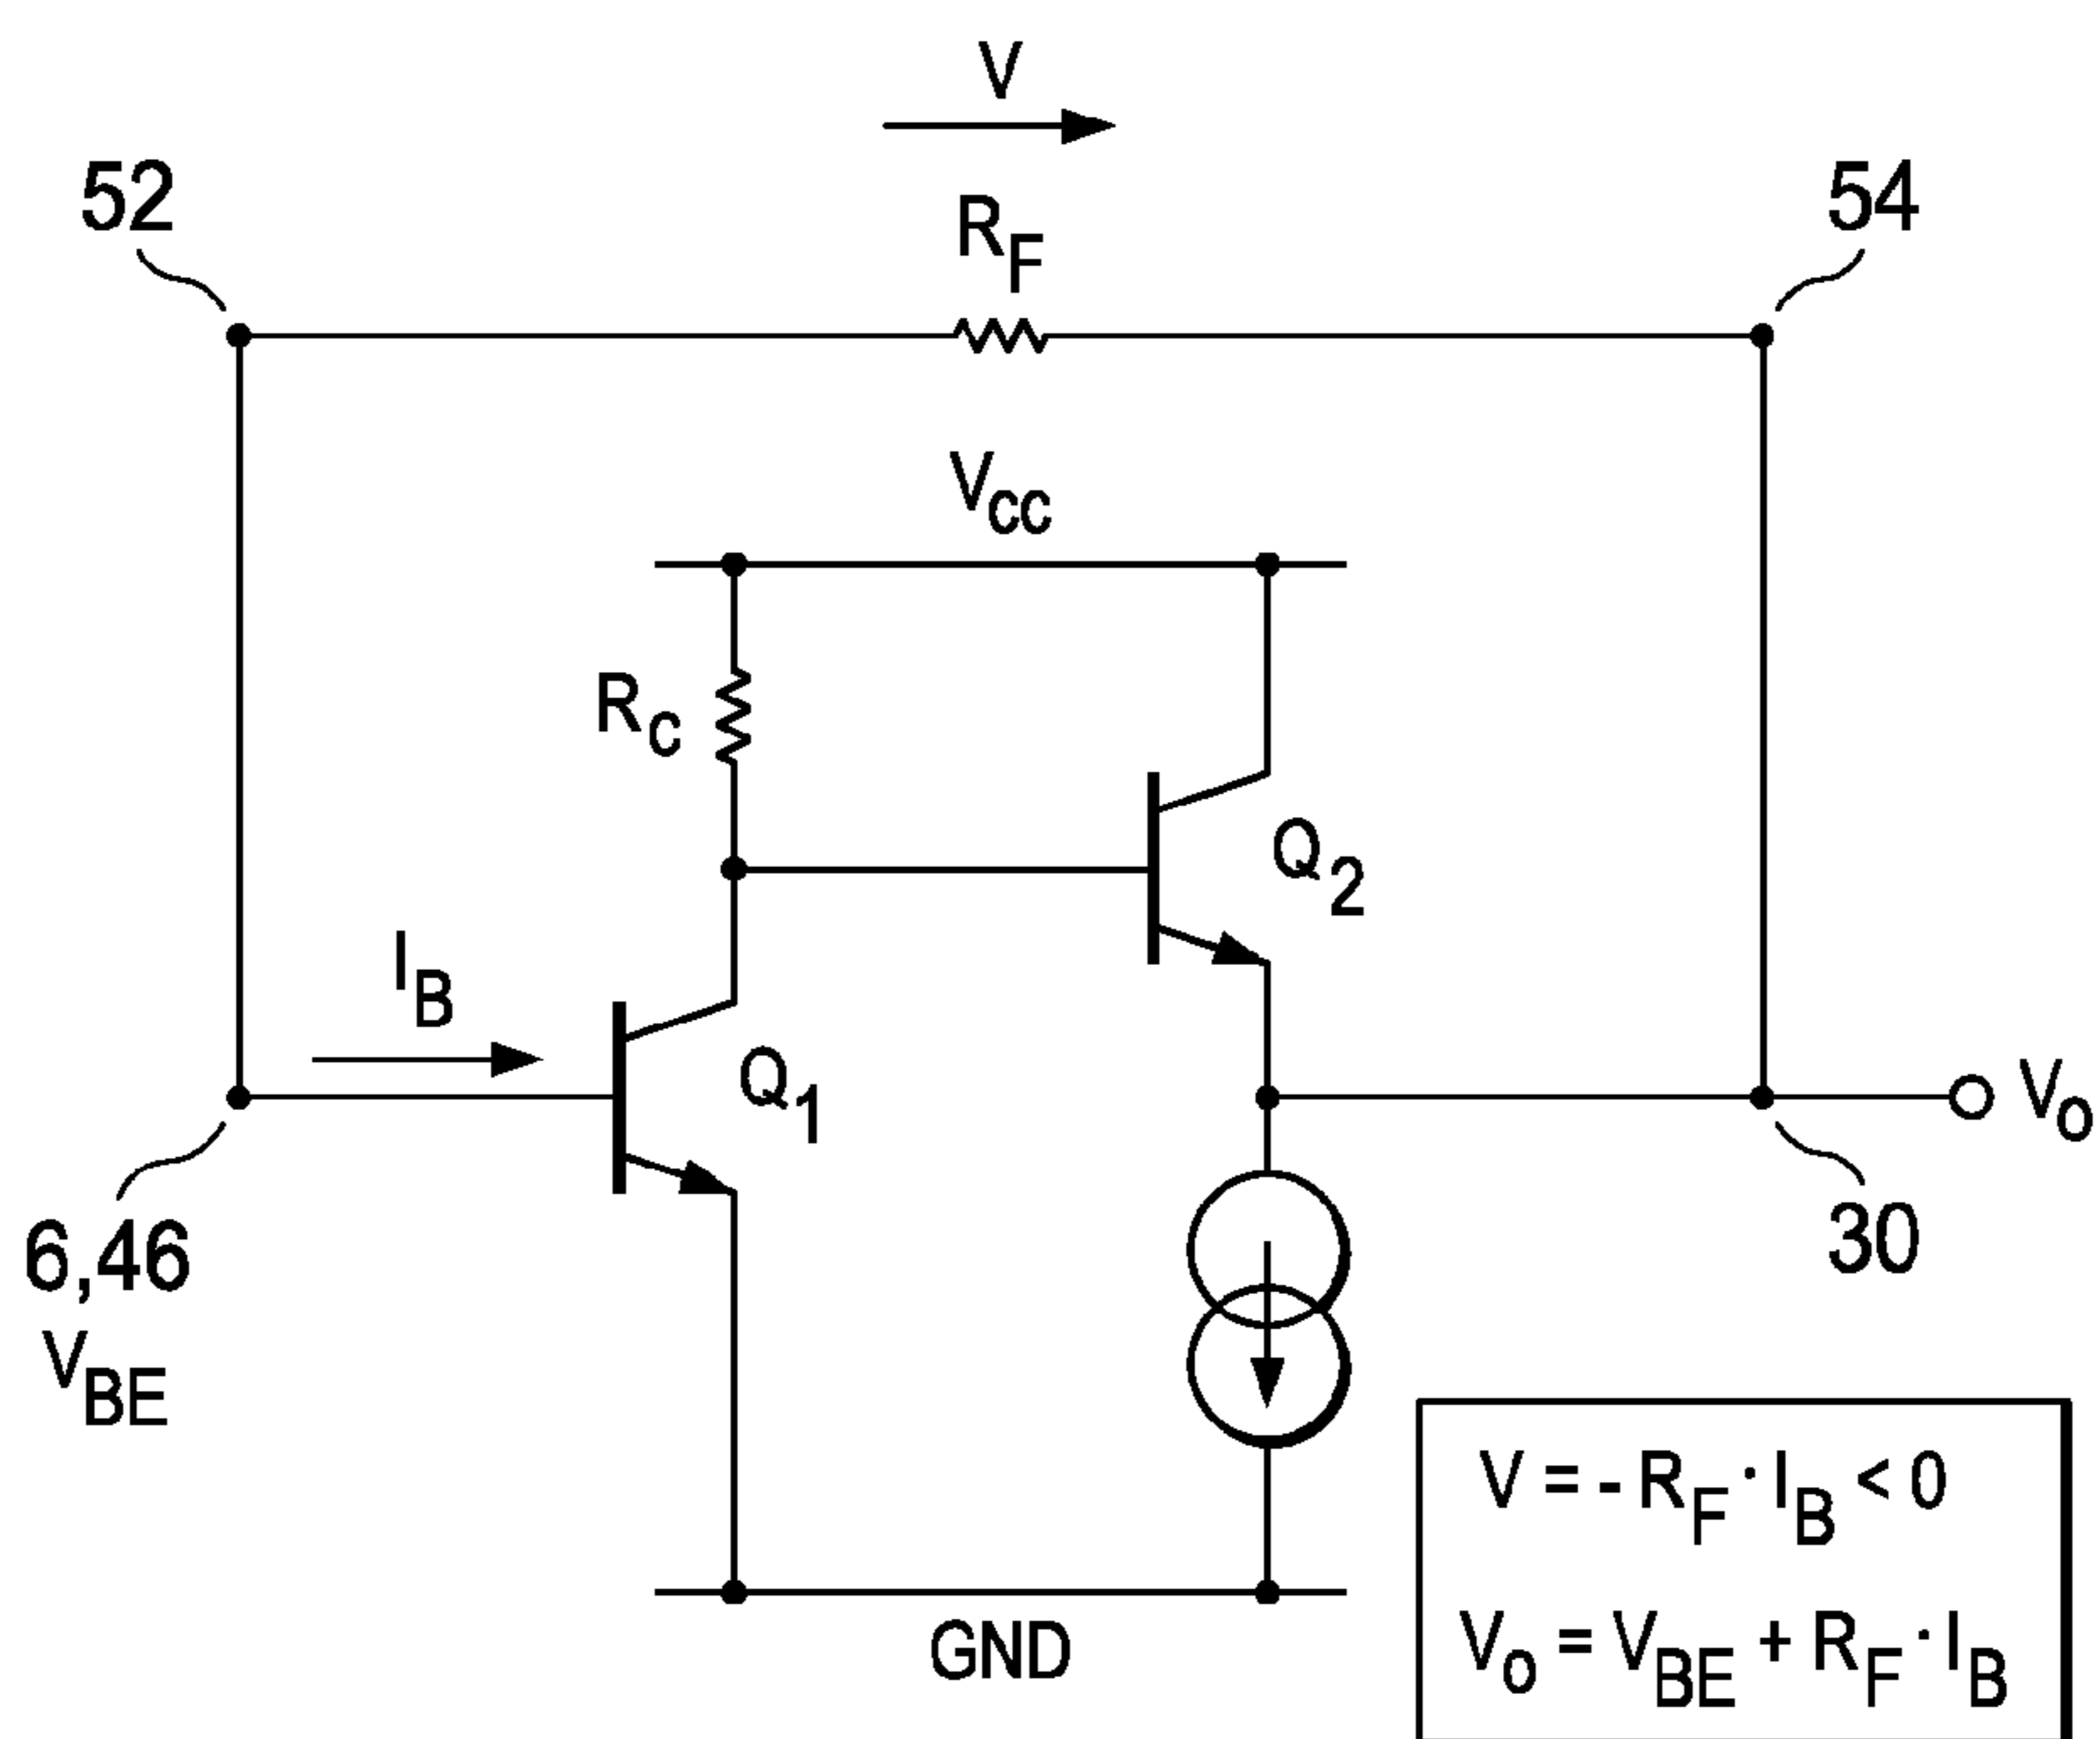 V
52
54
R_F
V_CC
R_C
Q_2
I_B
Q_1
V_O
6,46
30
V_BE
GND
V = - R_F · I_B < 0
V_O = V_BE + R_F · I_B